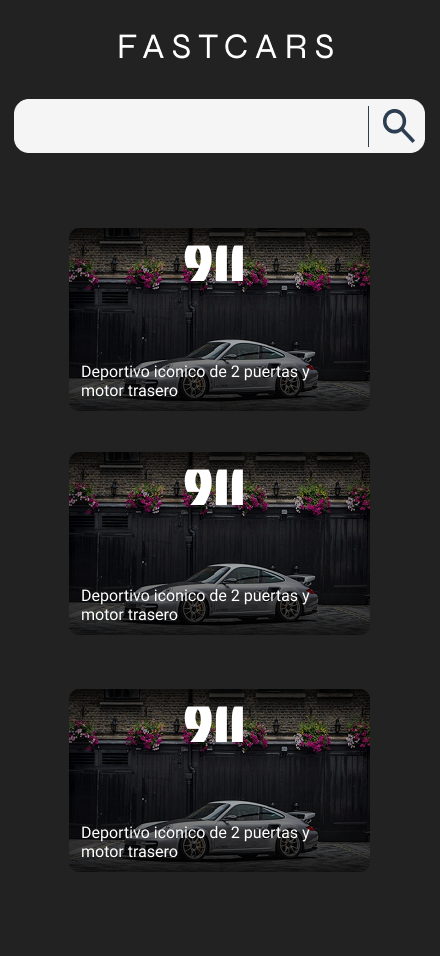 FASTCARS
911
Deportivo iconico de 2 puertas y
motor trasero
911
Deportivo iconico de 2 puertas y
motor trasero
911
Deportivo iconico de 2 puertas y
motor trasero